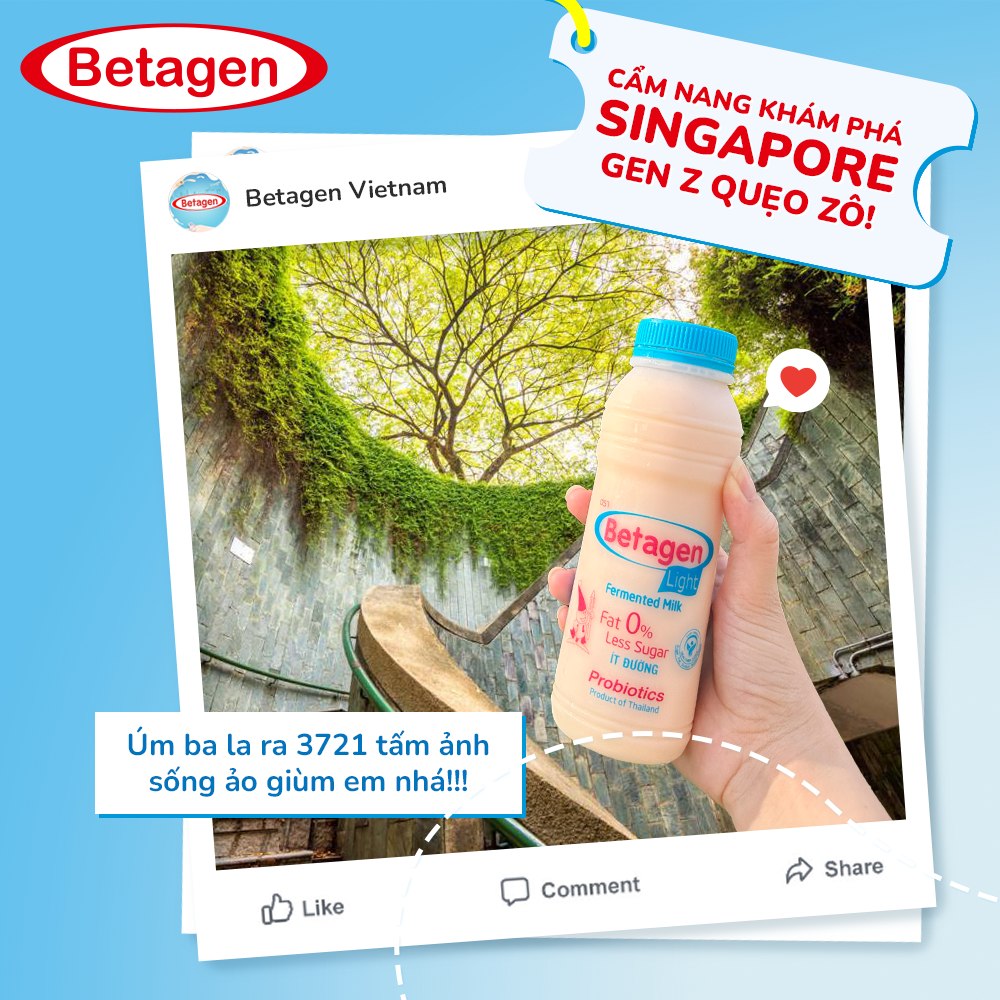 Betagen
CẨM NANG KHÁM PHÁ
SINGAPORE
GEN Z QUẸO ZÔ!
Betagen
Betagen Vietnam
Betagen
Light
Fermented Milk
Fat 0%
Less Sugar
ÍT ĐƯỜNG
Probiotics
Product of Thailand
Úm ba la ra 3721 tấm ảnh
sống ảo giùm em nhá!!!
Like
Comment
Share